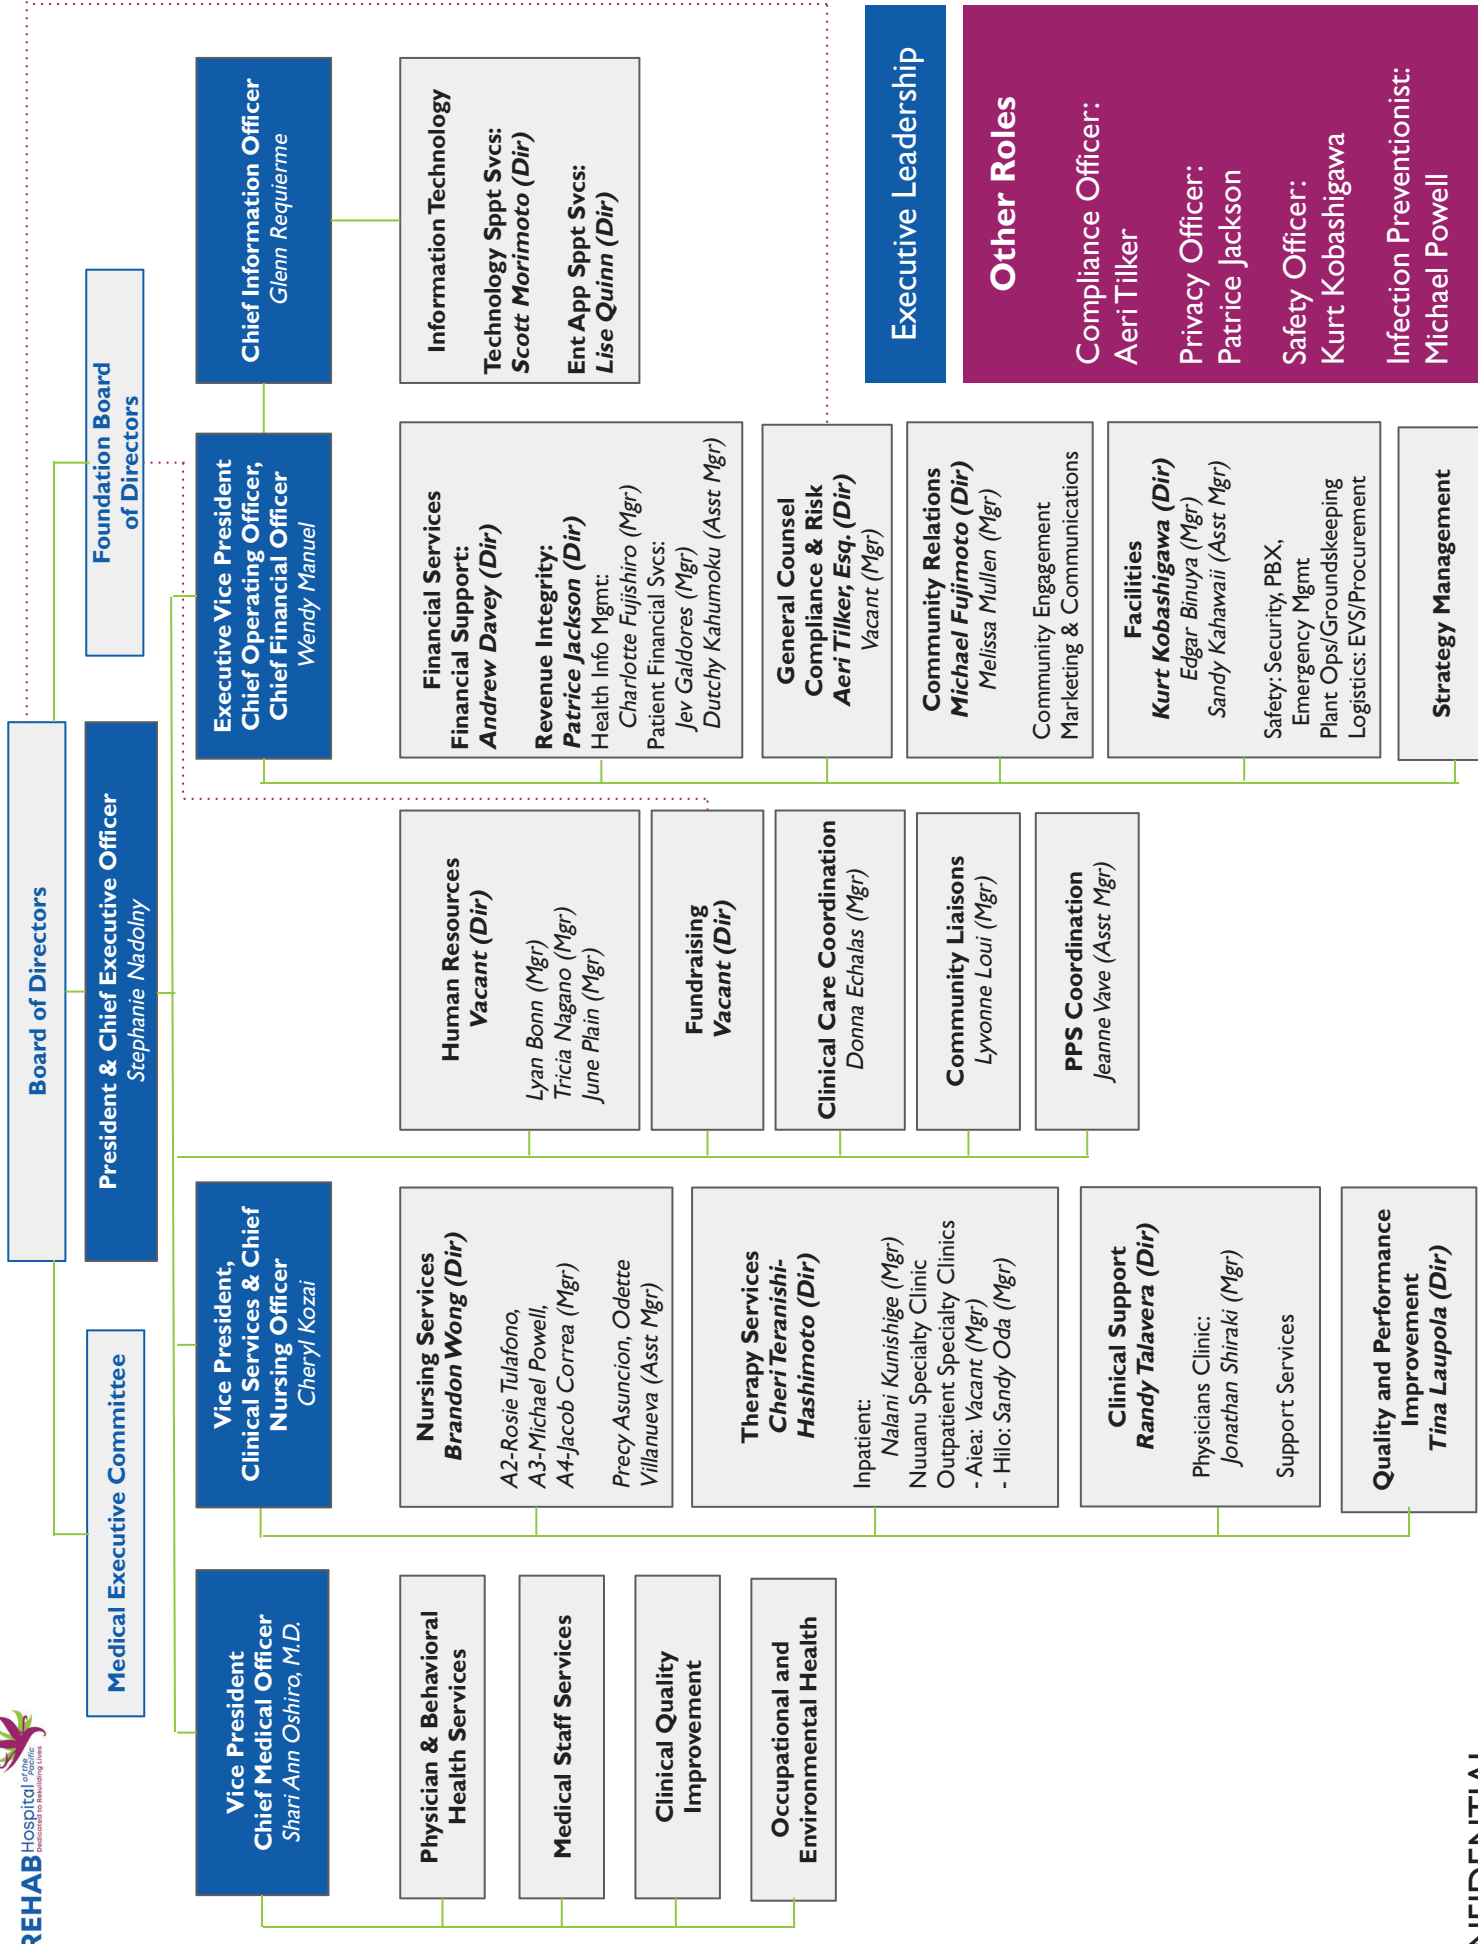 REHAB Hospital of the Pacific
Dedicated to Rebuilding Lives
Board of Directors
Medical Executive Committee
President & Chief Executive Officer
Stephanie Nadolny
Foundation Board
of Directors
Vice President
Chief Medical Officer
Shari Ann Oshiro, M.D.
Physician & Behavioral
Health Services
Medical Staff Services
Clinical Quality
Improvement
Occupational and
Environmental Health
Vice President,
Clinical Services & Chief
Nursing Officer
Cheryl Kozai
Nursing Services
Brandon Wong (Dir)
A2-Rosie Tulafono,
A3-Michael Powell,
A4-Jacob Correa (Mgr)
Precy Asuncion, Odette
Villanueva (Asst Mgr)
Therapy Services
Cheri Teranishi-
Hashimoto (Dir)
Inpatient:
Nalani Kunishige (Mgr)
Nuuanu Specialty Clinic
Outpatient Specialty Clinics
- Aiea: Vacant (Mgr)
- Hilo: Sandy Oda (Mgr)
Clinical Support
Randy Talavera (Dir)
Physicians Clinic:
Jonathan Shiraki (Mgr)
Support Services
Quality and Performance
Improvement
Tina Laupola (Dir)
Human Resources
Vacant (Dir)
Lyan Bonn (Mgr)
Tricia Nagano (Mgr)
June Plain (Mgr)
Fundraising
Vacant (Dir)
Clinical Care Coordination
Donna Echalas (Mgr)
Community Liaisons
Lyvonne Loui (Mgr)
PPS Coordination
Jeanne Vave (Asst Mgr)
Executive Vice President
Chief Operating Officer,
Chief Financial Officer
Wendy Manuel
Financial Services
Financial Support:
Andrew Davey (Dir)
Revenue Integrity:
Patrice Jackson (Dir)
Health Info Mgmt:
Charlotte Fujishiro (Mgr)
Patient Financial Svcs:
Jev Galdores (Mgr)
Dutchy Kahumoku (Asst Mgr)
General Counsel
Compliance & Risk
Aeri Tilker, Esq. (Dir)
Vacant (Mgr)
Community Relations
Michael Fujimoto (Dir)
Melissa Mullen (Mgr)
Community Engagement
Marketing & Communications
Facilities
Kurt Kobashigawa (Dir)
Edgar Binuya (Mgr)
Sandy Kahawaii (Asst Mgr)
Safety: Security, PBX,
Emergency Mgmt
Plant Ops/Groundskeeping
Logistics: EVS/Procurement
Strategy Management
Chief Information Officer
Glenn Requierme
Information Technology
Technology Sppt Svcs:
Scott Morimoto (Dir)
Ent App Sppt Svcs:
Lise Quinn (Dir)
Executive Leadership
Other Roles
Compliance Officer:
Aeri Tilker
Privacy Officer:
Patrice Jackson
Safety Officer:
Kurt Kobashigawa
Infection Preventionist:
Michael Powell